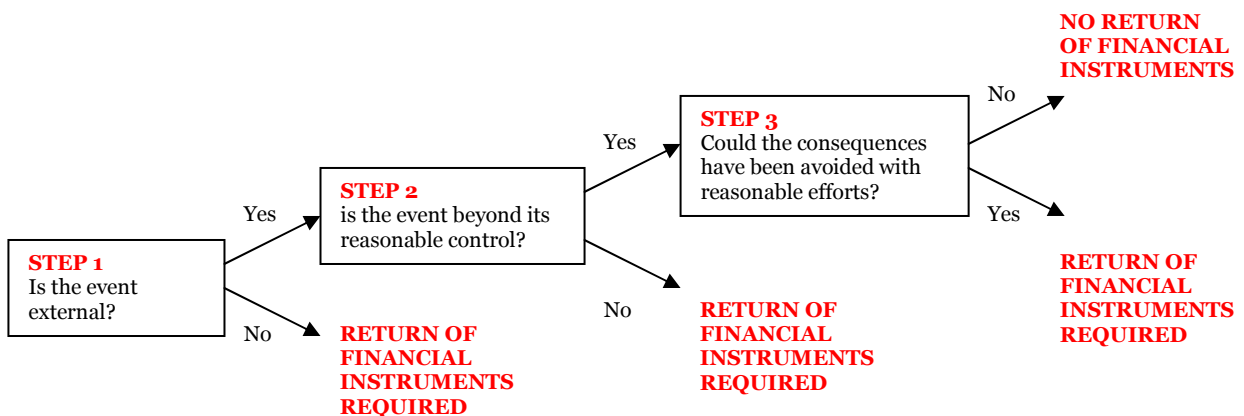 STEP 1
Is the event
external?
Yes
No
RETURN OF
FINANCIAL
INSTRUMENTS
REQUIRED
STEP 2
is the event beyond its
reasonable control?
Yes
No
RETURN OF
FINANCIAL
INSTRUMENTS
REQUIRED
STEP 3
Could the consequences
have been avoided with
reasonable efforts?
No
NO RETURN
OF FINANCIAL
INSTRUMENTS
Yes
RETURN OF
FINANCIAL
INSTRUMENTS
REQUIRED